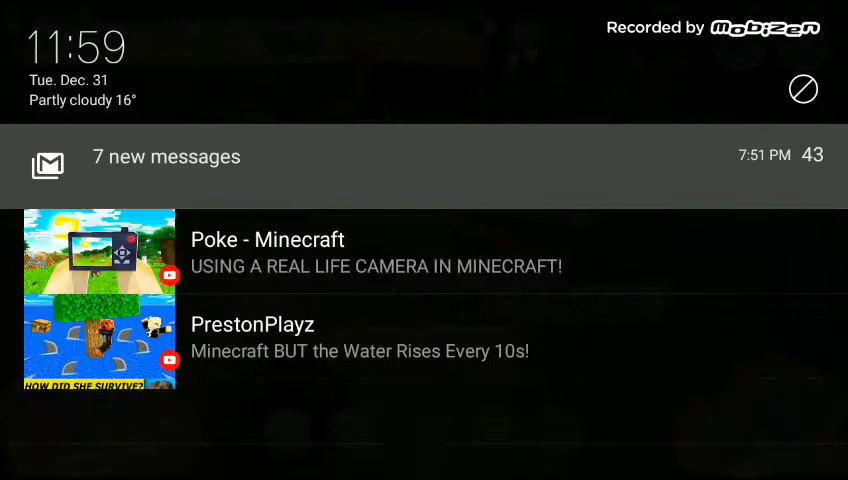 Recorded by Mobizen
11:59
Tue. Dec. 31
Partly cloudy 16°
7 new messages
7:51 PM 43
Poke - Minecraft
USING A REAL LIFE CAMERA IN MINECRAFT!
PrestonPlayz
Minecraft BUT the Water Rises Every 10s!
HOW DID SHE SURVIVE?